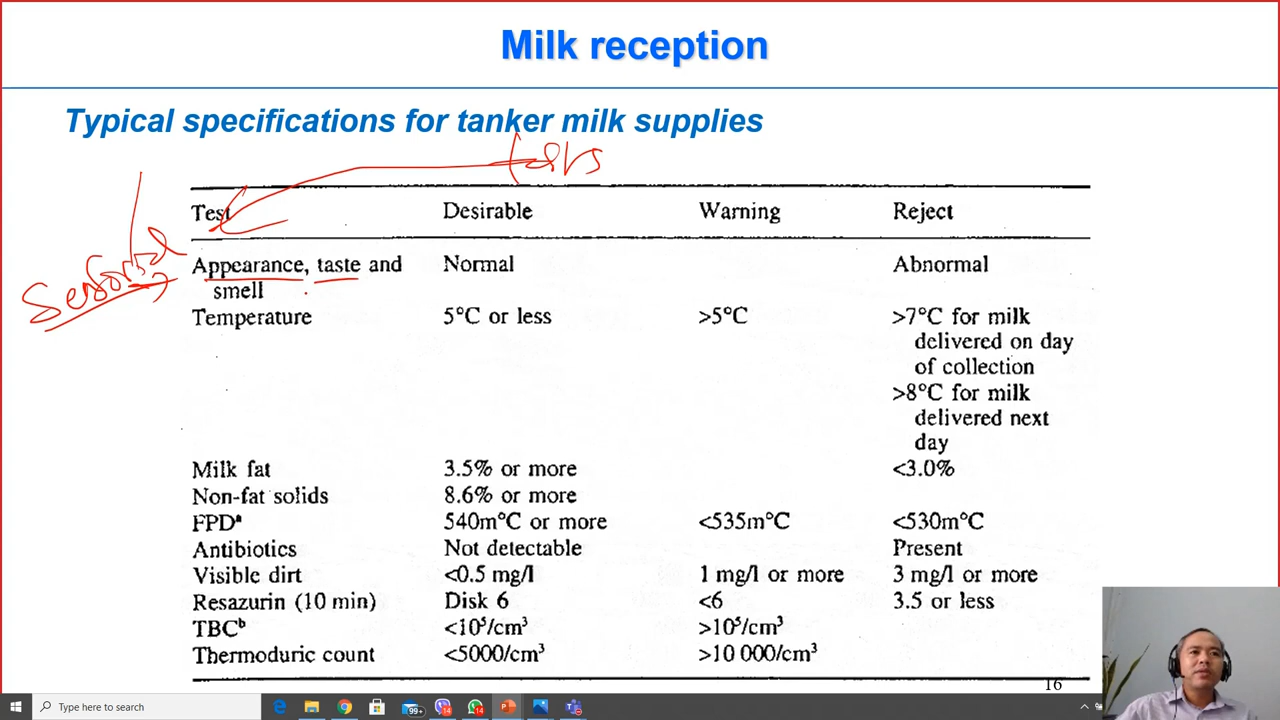 Milk reception
Typical specifications for tanker milk supplies
Test Desirable Warning Reject
Appearance, taste and Normal Abnormal
smell
Temperature 5°C or less >5°C >7°C for milk
delivered on day
of collection
>8°C for milk
delivered next
day
Milk fat 3.5% or more <3.0%
Non-fat solids 8.6% or more
FPDᵃ 540m°C or more <535m°C <530m°C
Antibiotics Not detectable Present
Visible dirt <0.5 mg/l 1 mg/l or more 3 mg/l or more
Resazurin (10 min) Disk 6 <6 3.5 or less
TBCᵇ <10⁵/cm³ >10⁵/cm³
Thermoduric count <5000/cm³ >10 000/cm³
16
Type here to search
99+
14
14